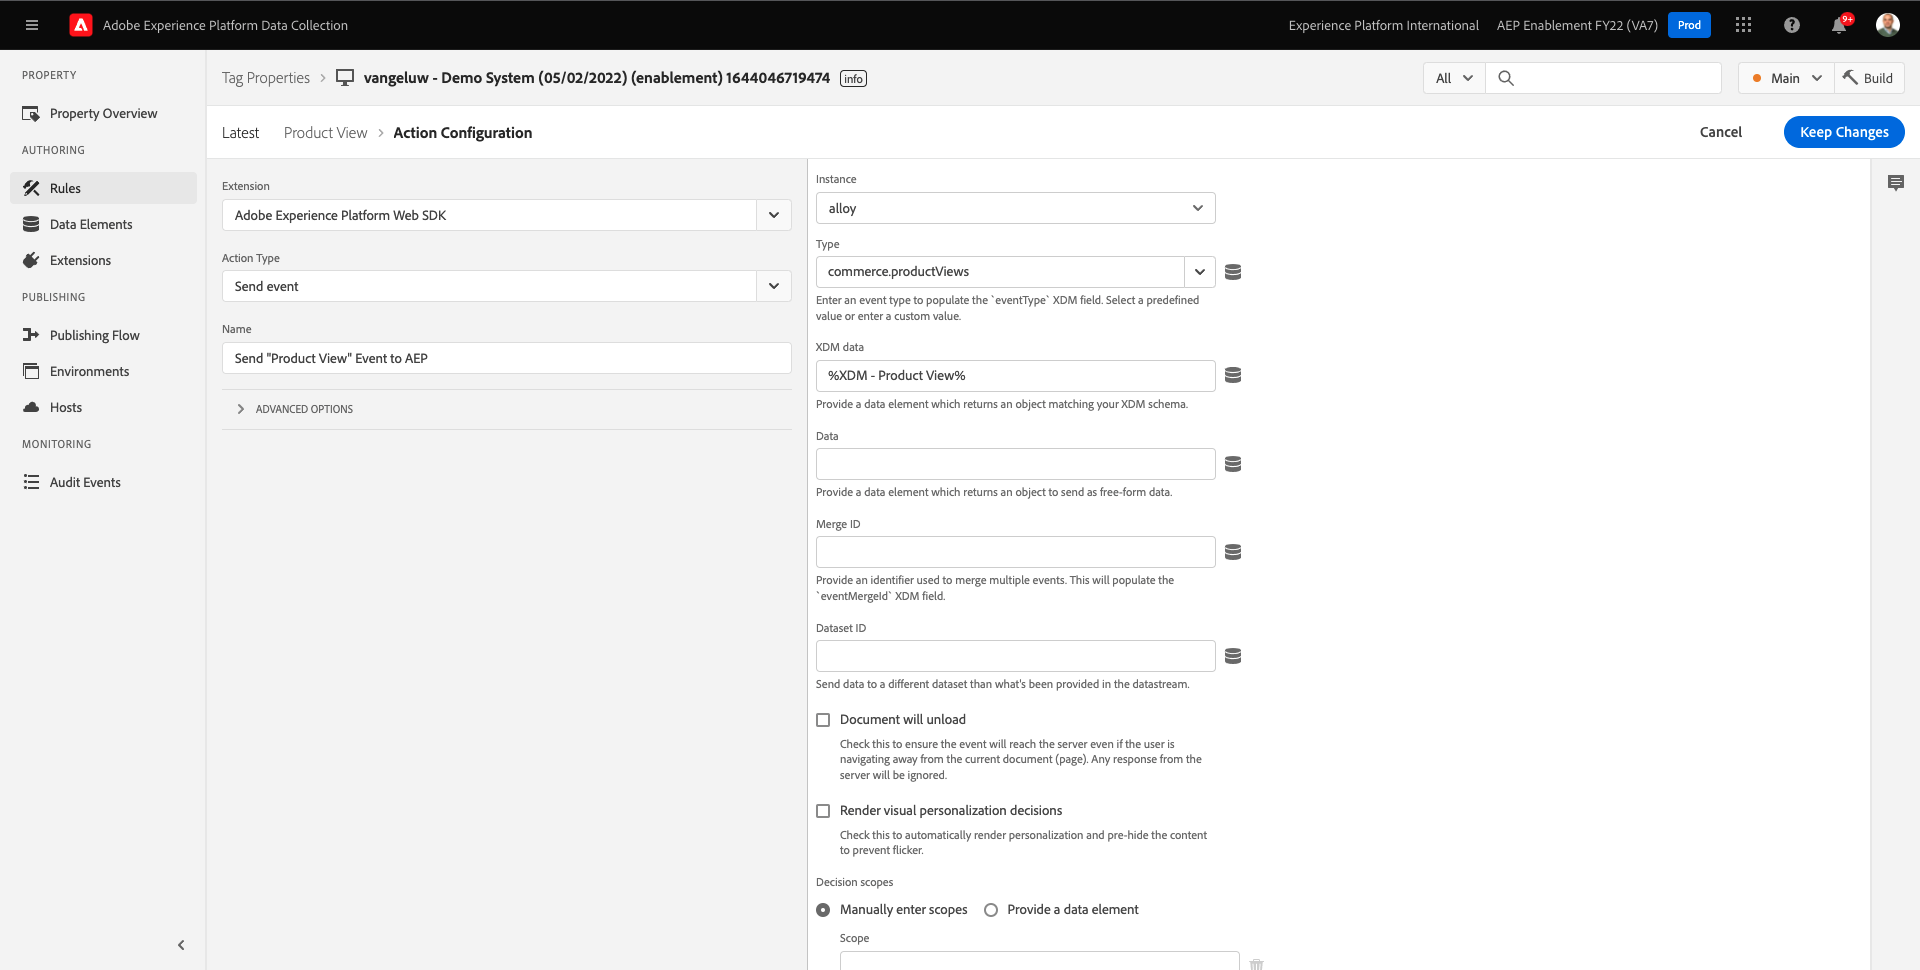 Adobe Experience Platform Data Collection
Experience Platform International
AEP Enablement FY22 (VA7)
Prod
9+
PROPERTY
Property Overview
AUTHORING
Rules
Data Elements
Extensions
PUBLISHING
Publishing Flow
Environments
Hosts
MONITORING
Audit Events
Tag Properties
vangeluw - Demo System (05/02/2022) (enablement) 1644046719474
info
All
Main
Build
Latest
Product View
Action Configuration
Cancel
Keep Changes
Extension
Adobe Experience Platform Web SDK
Action Type
Send event
Name
Send "Product View" Event to AEP
ADVANCED OPTIONS
Instance
alloy
Type
commerce.productViews
Enter an event type to populate the `eventType` XDM field. Select a predefined
value or enter a custom value.
XDM data
%XDM - Product View%
Provide a data element which returns an object matching your XDM schema.
Data
Provide a data element which returns an object to send as free-form data.
Merge ID
Provide an identifier used to merge multiple events. This will populate the
`eventMergeId` XDM field.
Dataset ID
Send data to a different dataset than what's been provided in the datastream.
Document will unload
Check this to ensure the event will reach the server even if the user is
navigating away from the current document (page). Any response from the
server will be ignored.
Render visual personalization decisions
Check this to automatically render personalization and pre-hide the content
to prevent flicker.
Decision scopes
Manually enter scopes
Provide a data element
Scope